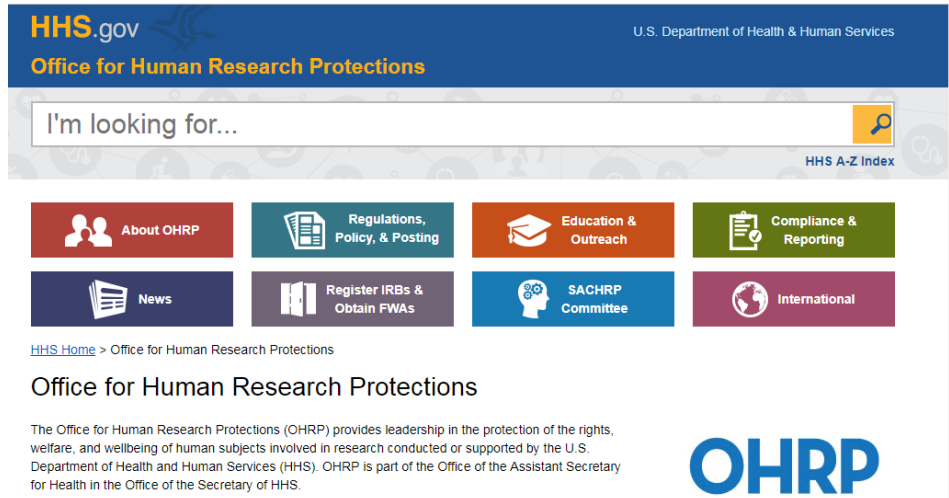 HHS.gov
U.S. Department of Health & Human Services
Office for Human Research Protections
I'm looking for...
HHS A-Z Index
About OHRP
Regulations,
Policy, & Posting
Education &
Outreach
Compliance &
Reporting
News
Register IRBs &
Obtain FWAs
SACHRP
Committee
International
HHS Home > Office for Human Research Protections
Office for Human Research Protections
The Office for Human Research Protections (OHRP) provides leadership in the protection of the rights,
welfare, and wellbeing of human subjects involved in research conducted or supported by the U.S.
Department of Health and Human Services (HHS). OHRP is part of the Office of the Assistant Secretary
for Health in the Office of the Secretary of HHS.
OHRP